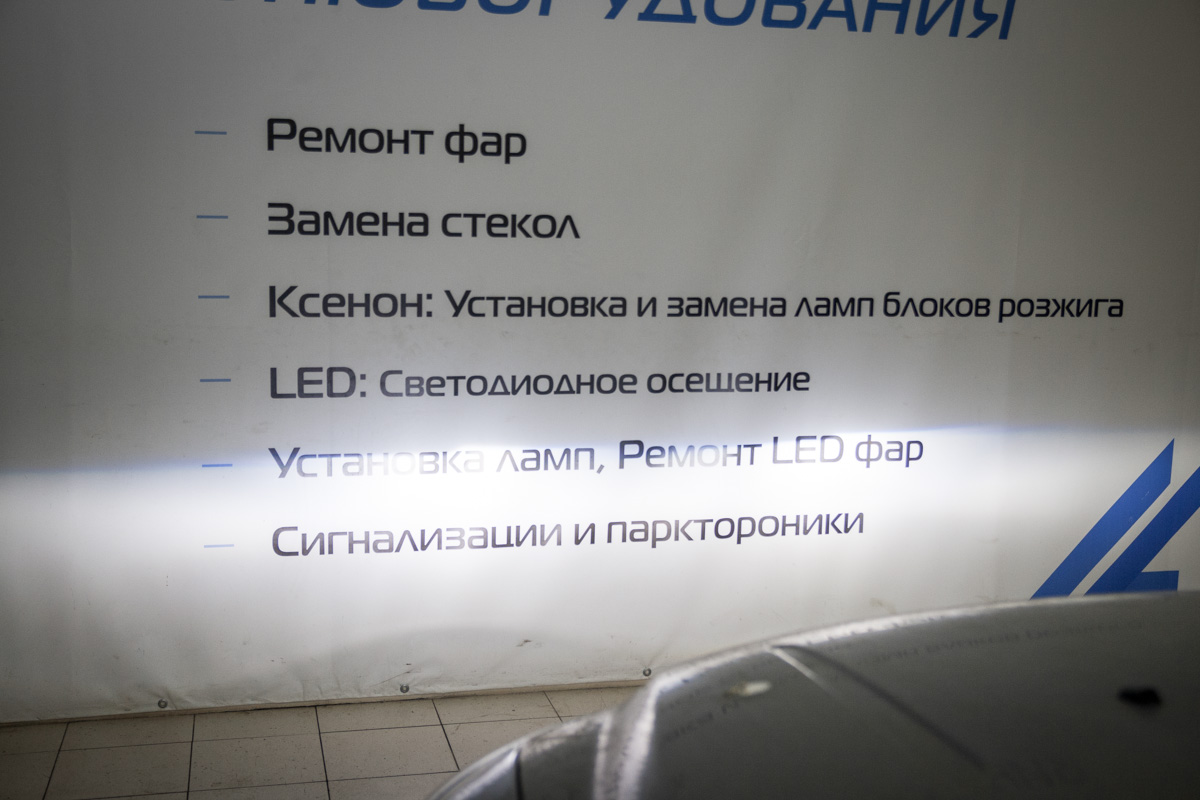 Ремонт фар
Замена стекол
Ксенон: Установка и замена ламп блоков розжига
LED: Светодиодное осещение
Установка ламп, Ремонт LED фар
Сигнализации и парктороники